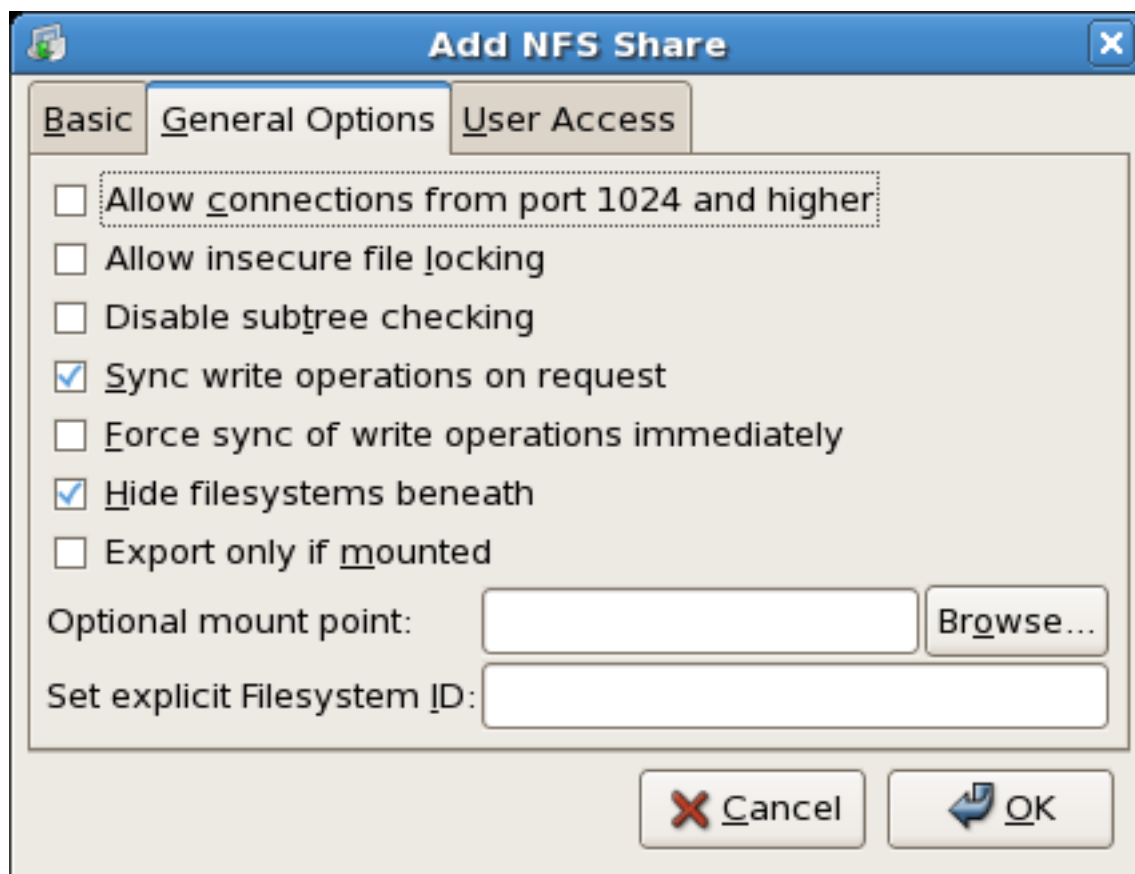 Add NFS Share
Basic General Options User Access
Allow connections from port 1024 and higher
Allow insecure file locking
Disable subtree checking
Sync write operations on request
Force sync of write operations immediately
Hide filesystems beneath
Export only if mounted
Optional mount point: Browse...
Set explicit Filesystem ID:
Cancel OK